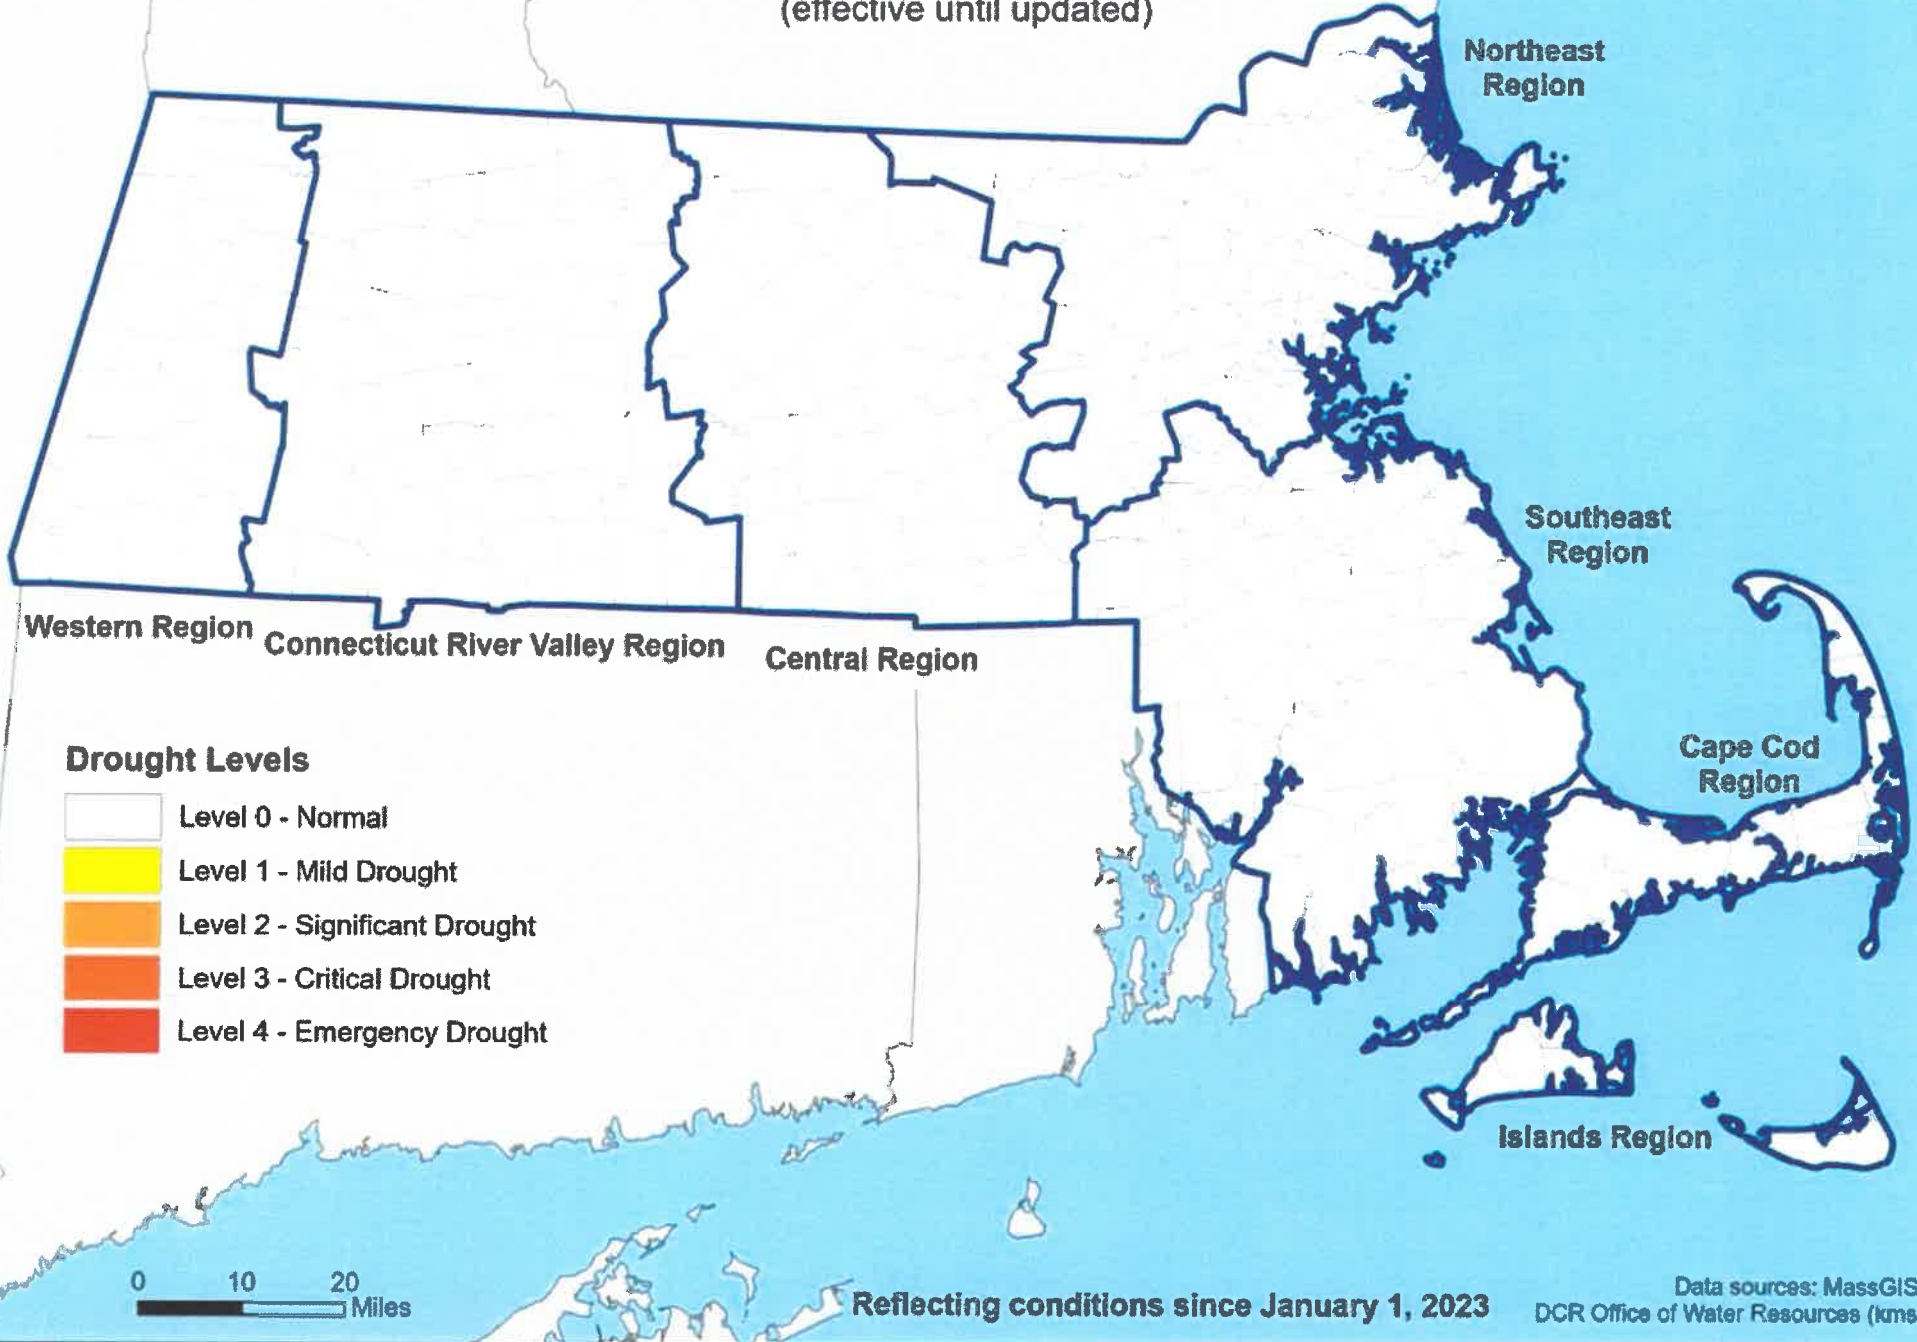 (effective until updated)
Northeast
Region
Southeast
Region
Western Region
Connecticut River Valley Region
Central Region
Cape Cod
Region
Drought Levels
Level 0 - Normal
Level 1 - Mild Drought
Level 2 - Significant Drought
Level 3 - Critical Drought
Level 4 - Emergency Drought
Islands Region
0 10 20
Miles
Reflecting conditions since January 1, 2023
Data sources: MassGIS
DCR Office of Water Resources (kms